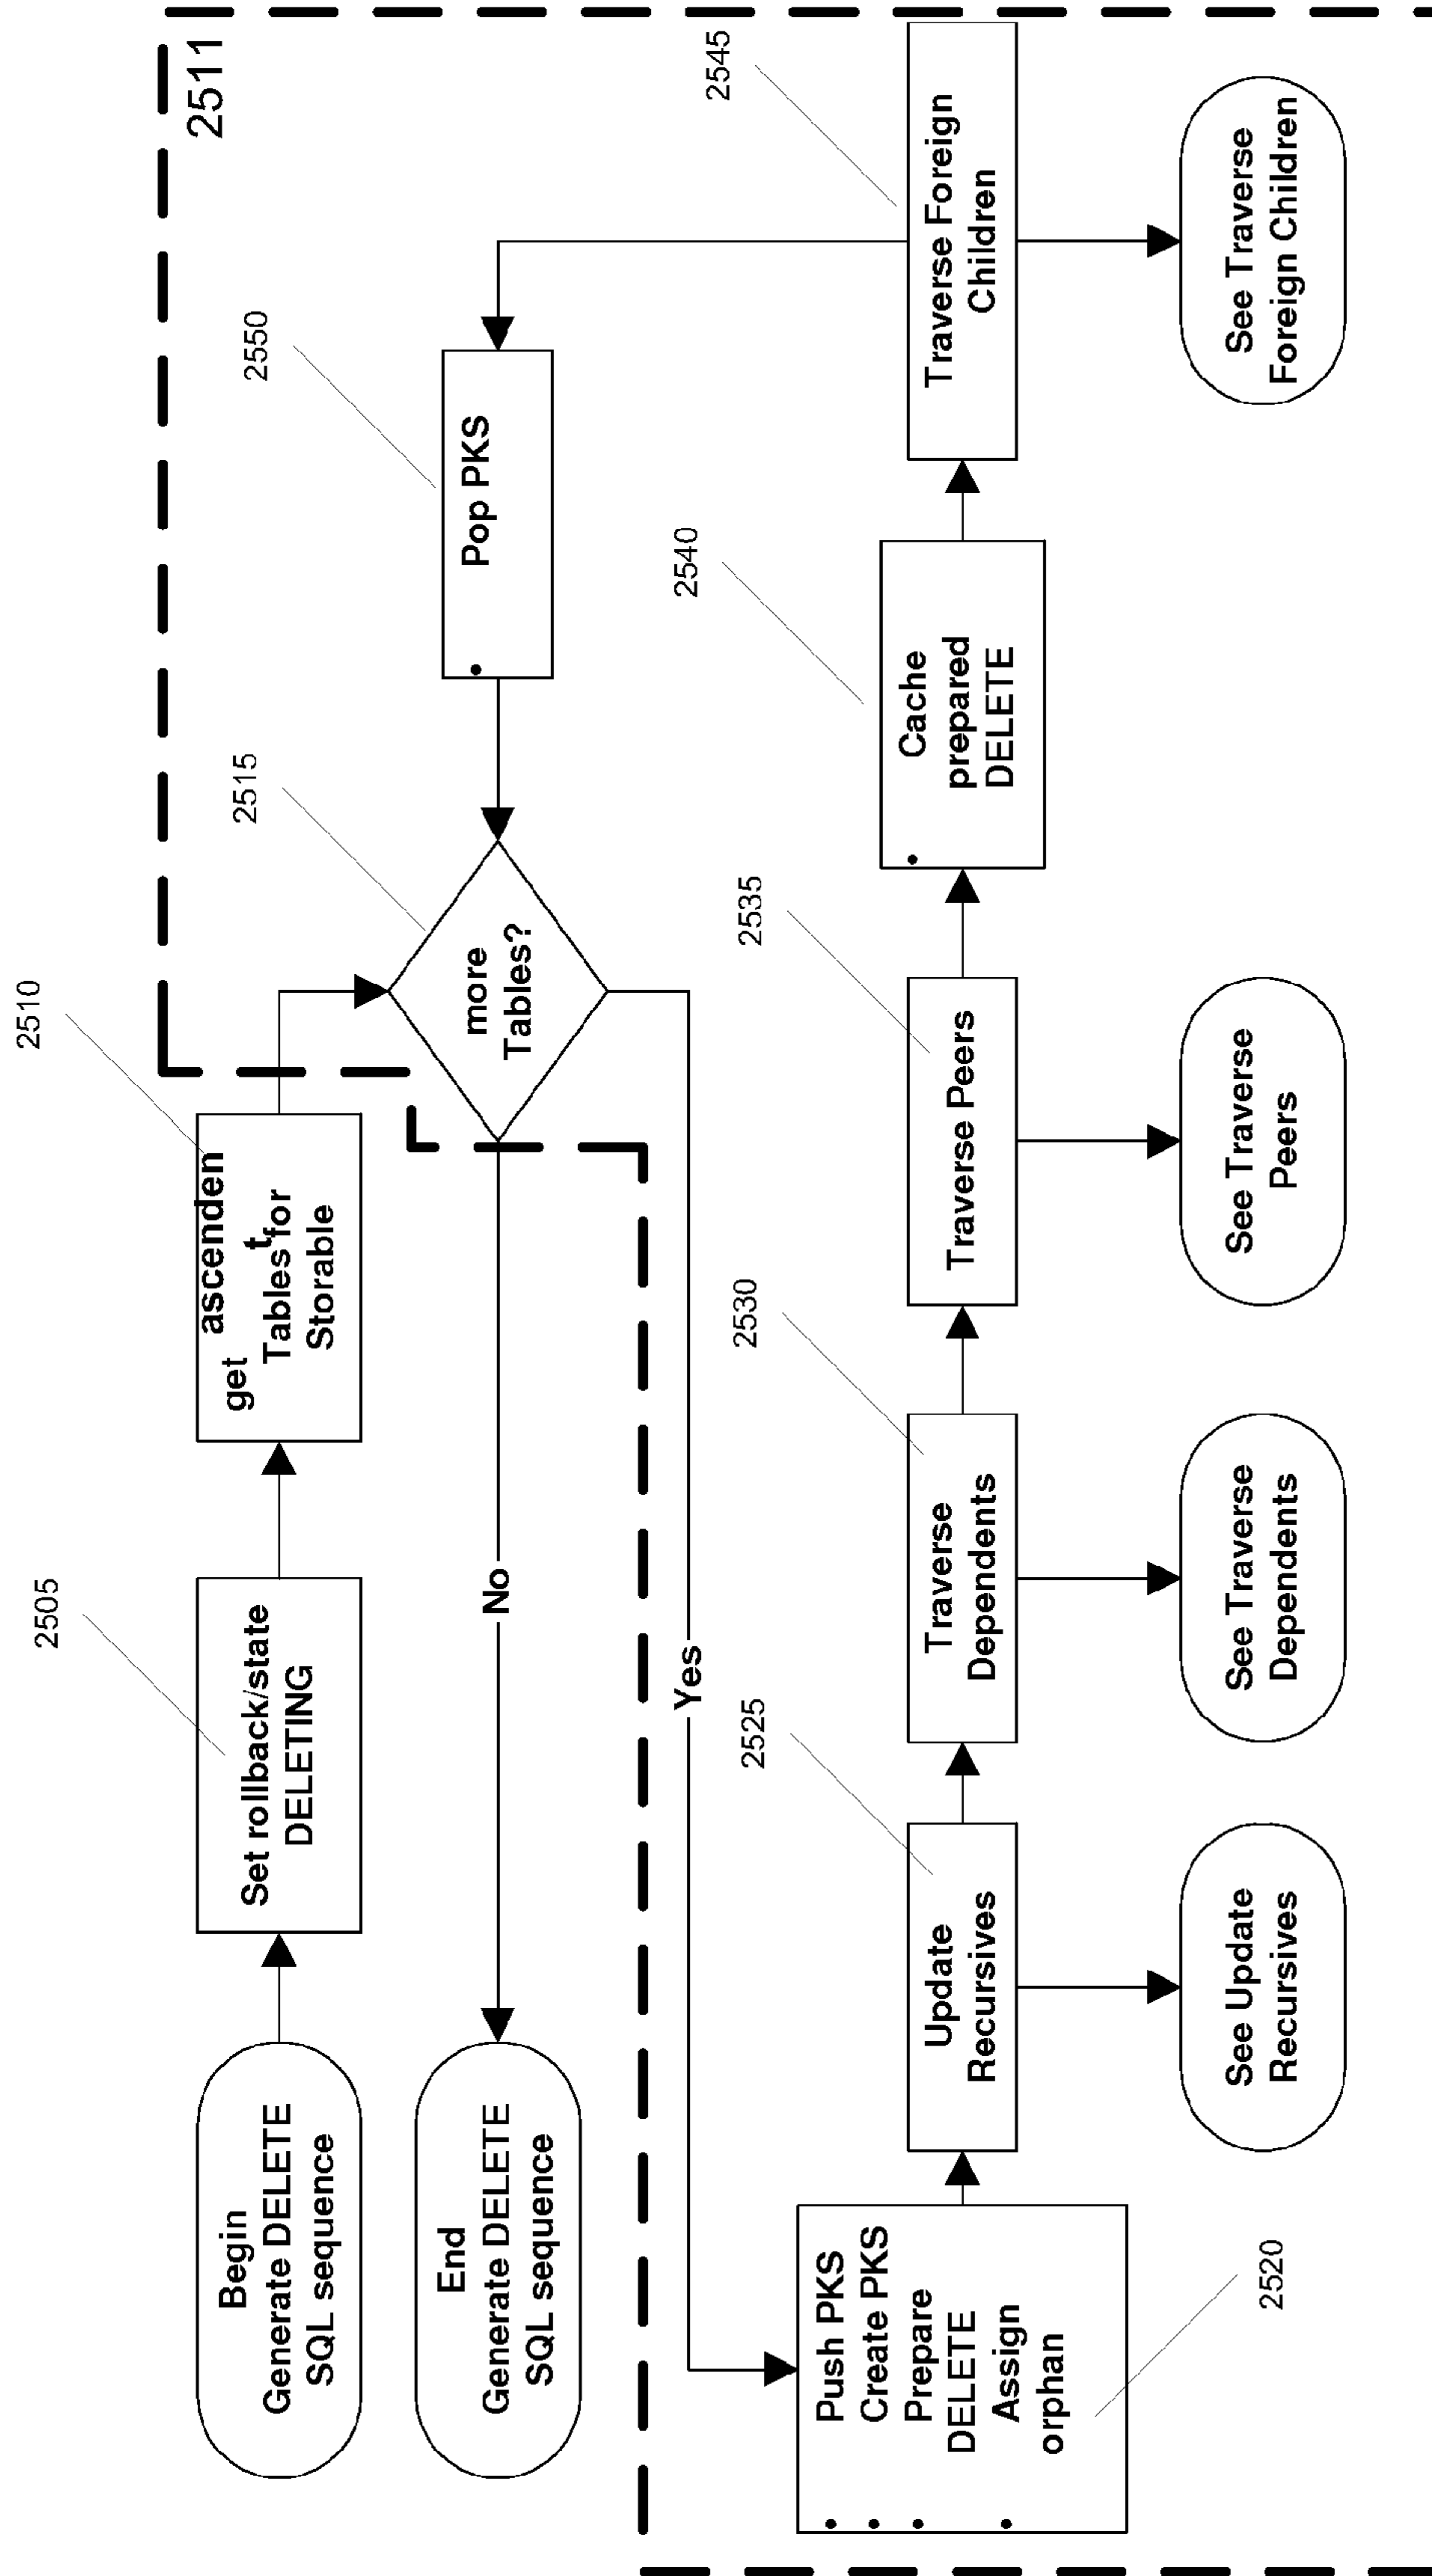 2505
2510
2511
Begin
Generate DELETE
SQL sequence
Set rollback/state
DELETING
get
ascenden
t
Tables for
Storable
2515
2550
End
Generate DELETE
SQL sequence
No
more
Tables?
• Pop PKS
Yes
2525
2530
2535
2540
2545
• Push PKS
• Create PKS
• Prepare
DELETE
• Assign
orphan
Update
Recursives
Traverse
Dependents
Traverse Peers
• Cache
prepared
DELETE
Traverse Foreign
Children
2520
See Update
Recursives
See Traverse
Dependents
See Traverse
Peers
See Traverse
Foreign Children